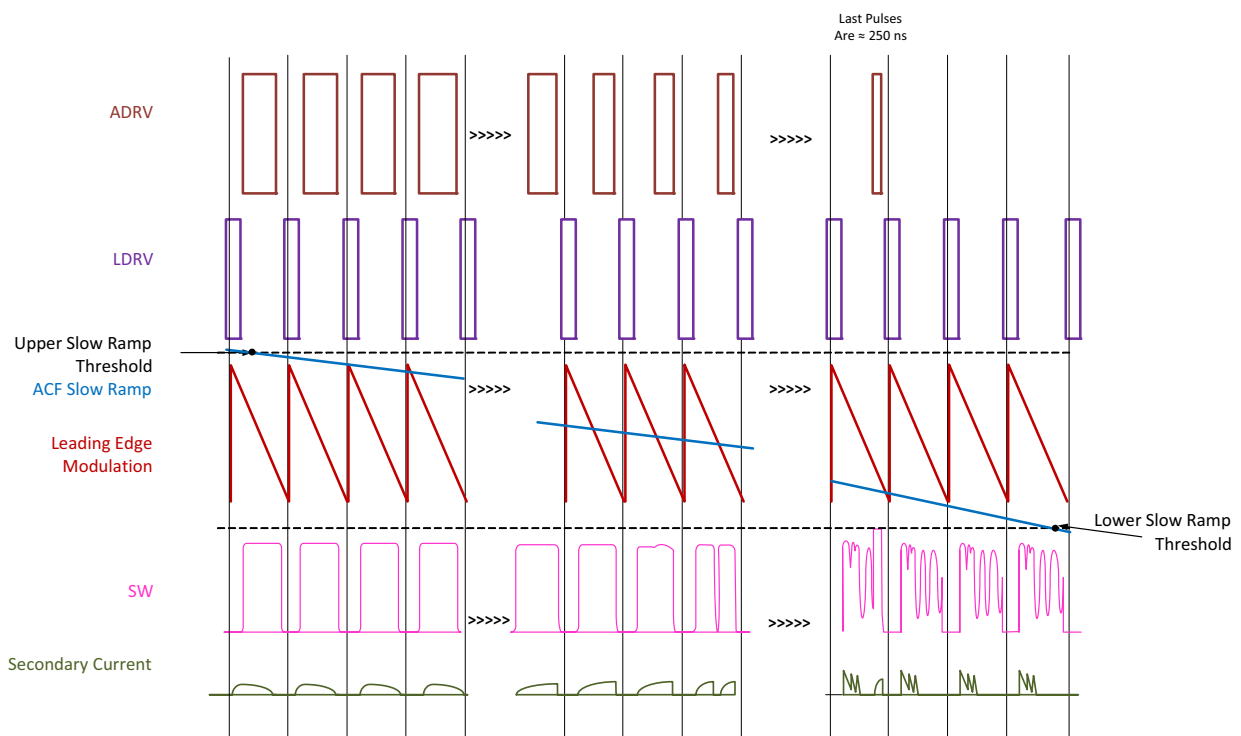 Last Pulses
Are ≈ 250 ns
ADRV
>>>>>
>>>>>
LDRV
Upper Slow Ramp
Threshold
ACF Slow Ramp
>>>>>
>>>>>
Leading Edge
Modulation
Lower Slow Ramp
Threshold
SW
>>>>>
>>>>>
Secondary Current